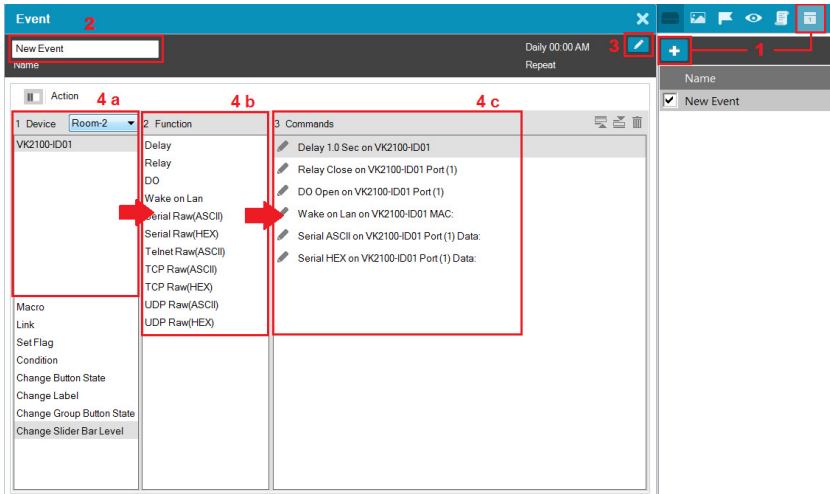 Event
2
New Event
Name
Daily 00:00 AM
Repeat
3
1
Name
New Event
Action
4 a
4 b
4 c
1 Device Room-2
VK2100-ID01
Macro
Link
Set Flag
Condition
Change Button State
Change Label
Change Group Button State
Change Slider Bar Level
2 Function
Delay
Relay
DO
Wake on Lan
Serial Raw(ASCII)
Serial Raw(HEX)
Telnet Raw(ASCII)
TCP Raw(ASCII)
TCP Raw(HEX)
UDP Raw(ASCII)
UDP Raw(HEX)
3 Commands
Delay 1.0 Sec on VK2100-ID01
Relay Close on VK2100-ID01 Port (1)
DO Open on VK2100-ID01 Port (1)
Wake on Lan on VK2100-ID01 MAC:
Serial ASCII on VK2100-ID01 Port (1) Data:
Serial HEX on VK2100-ID01 Port (1) Data: